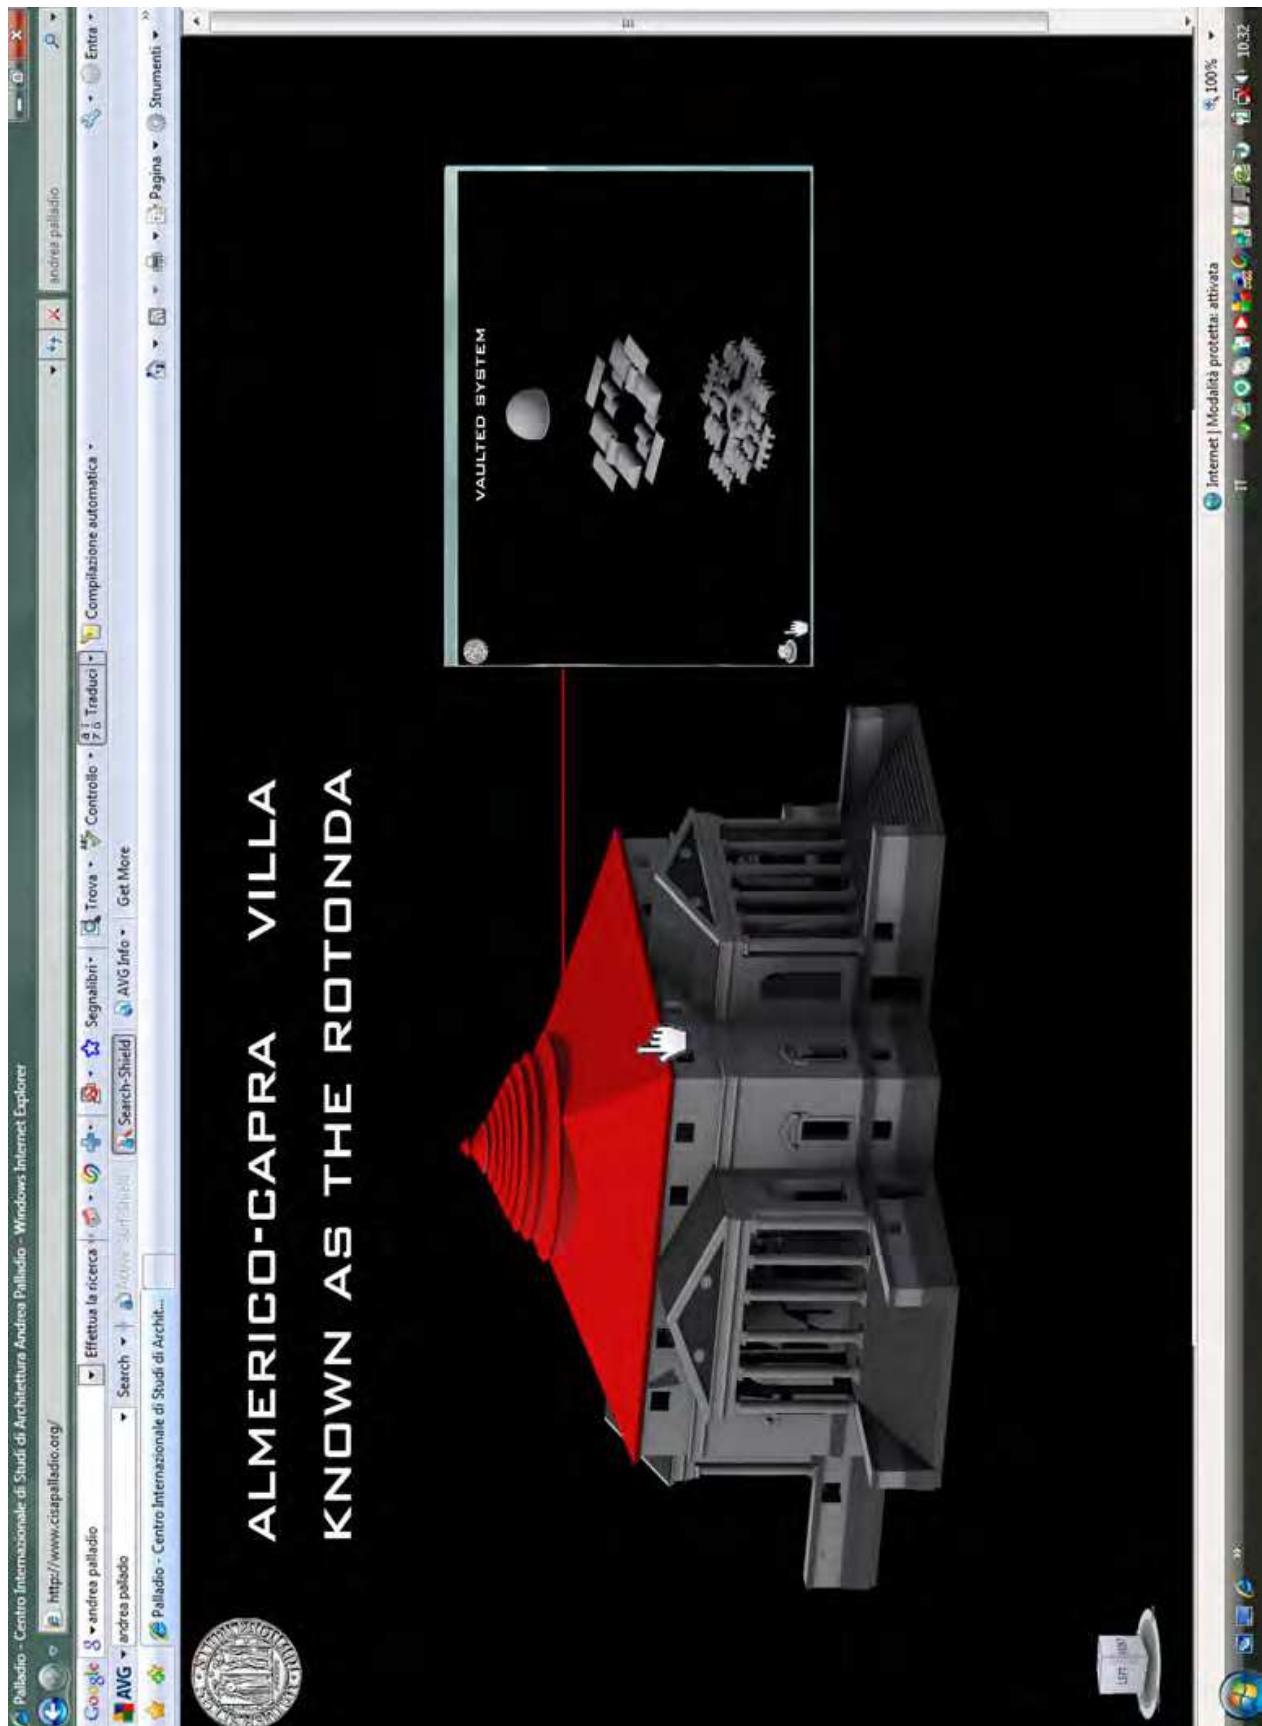 Palladio - Centro Internazionale di Studi di Architettura Andrea Palladio - Windows Internet Explorer
http://www.cisapalladio.org/
andrea palladio
Google
andrea palladio
Effettua la ricerca
Segnalibri
Trova
Controllo
Traduci
Compilazione automatica
Entra
AVG
andrea paladio
Search
Search-Shield
AVG Info
Get More
Palladio - Centro Internazionale di Studi di Archit...
Pagina
Strumenti
ALMERICO-CAPRA VILLA
KNOWN AS THE ROTONDA
VAULTED SYSTEM
LEFT
Internet | Modalità protetta: attivata
100%
IT
10.32